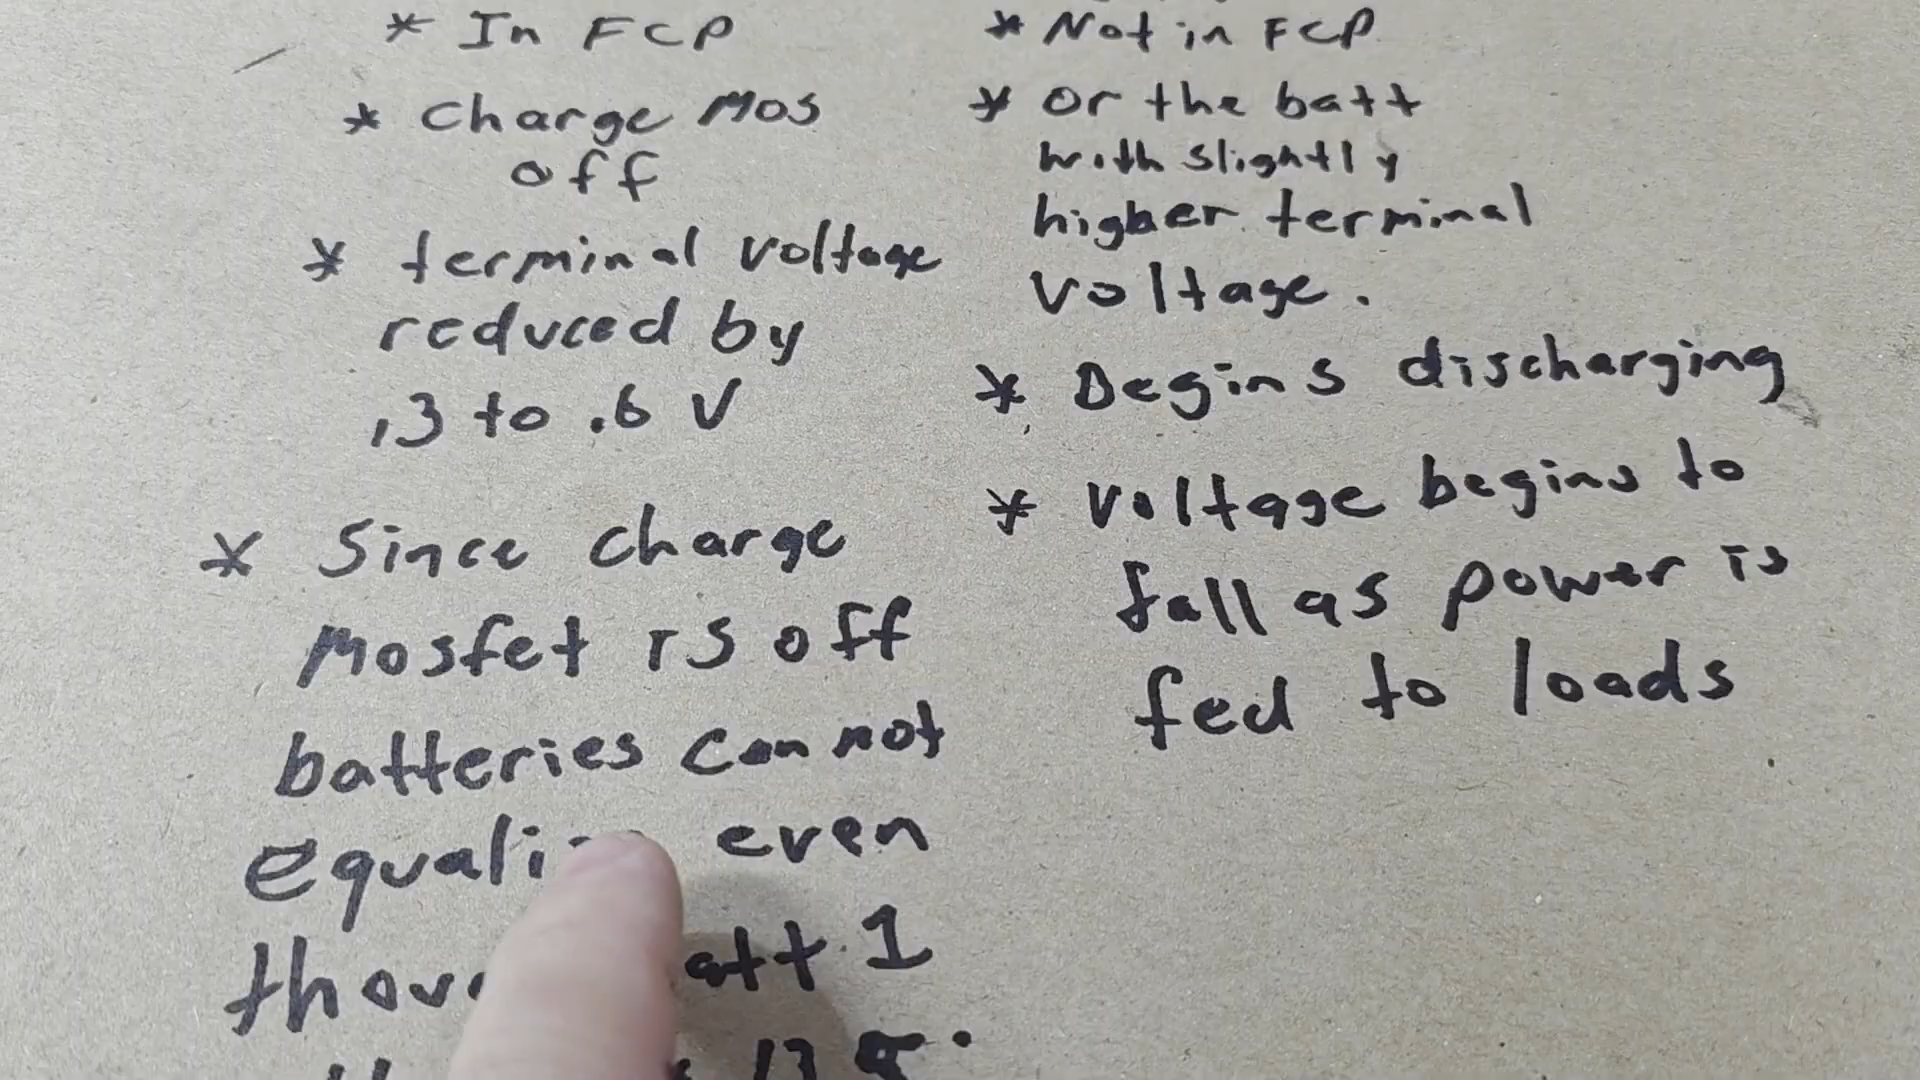 * In FCP
* Charge Mos
off
* terminal voltage
reduced by
.3 to .6 V
* Since charge
Mosfet is off
batteries can not
even
att 1
* Not in FCP
* Or the batt
with slightly
higher terminal
voltage.
* Begins discharging
* Voltage begins to
fall as power is
fed to loads